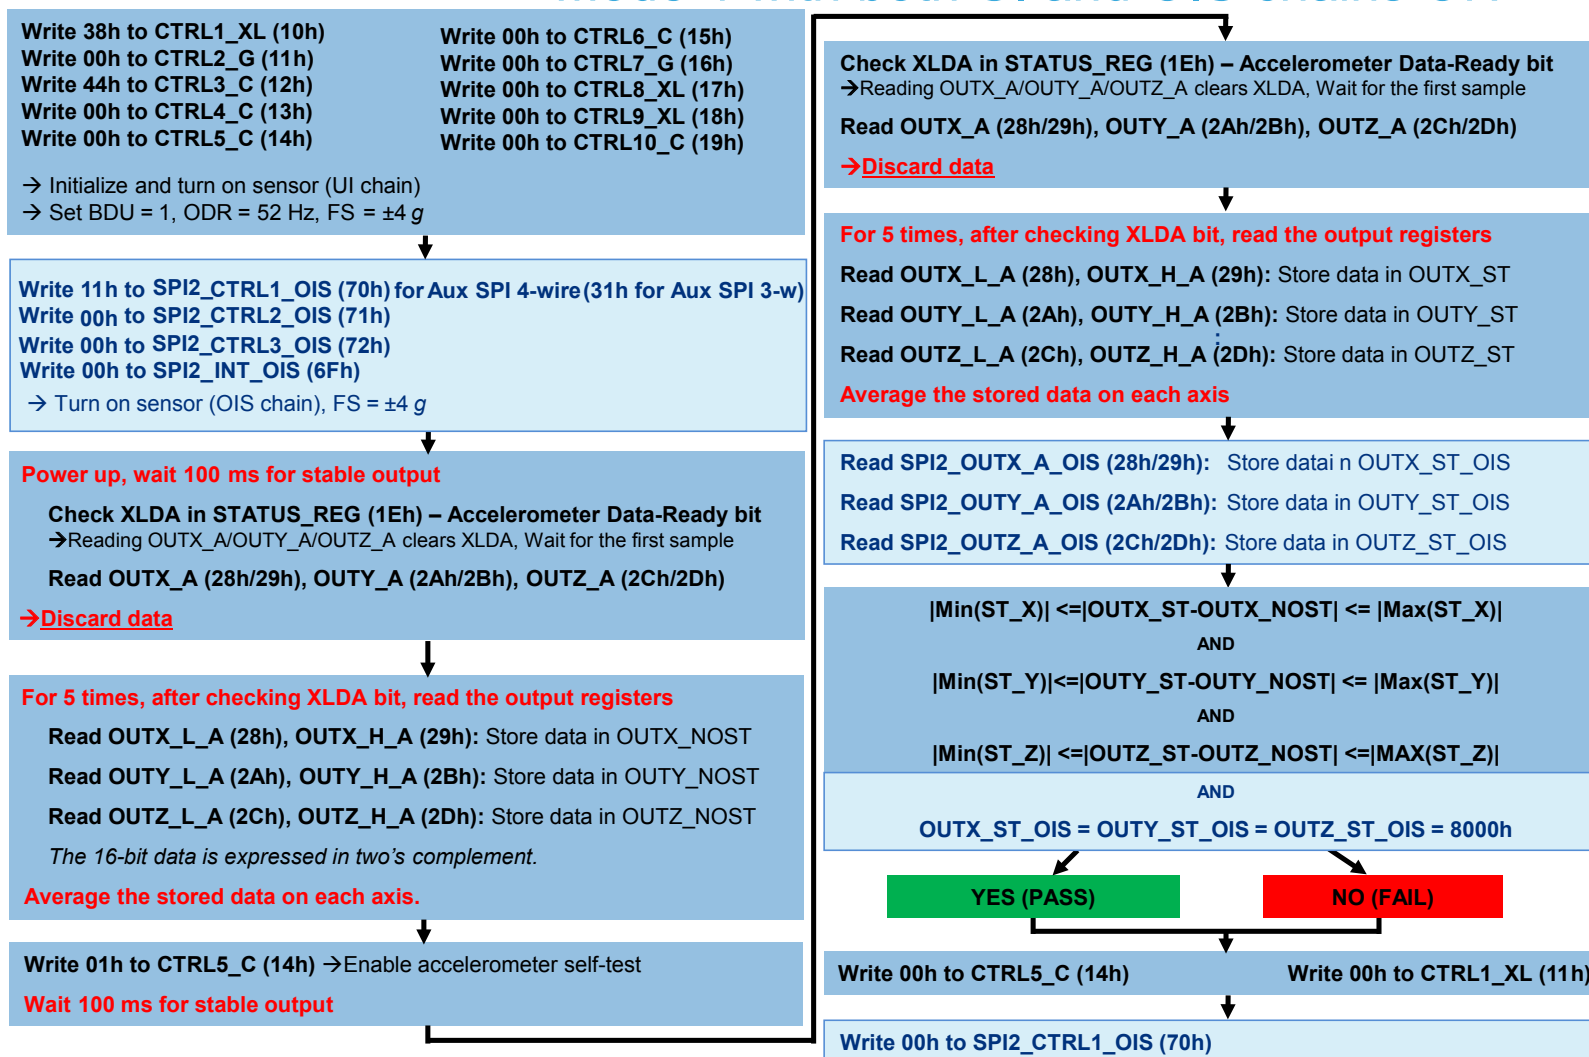 Mode 4 with both UI and OIS chains ON
Write 38h to CTRL1_XL (10h)
Write 00h to CTRL2_G (11h)
Write 44h to CTRL3_C (12h)
Write 00h to CTRL4_C (13h)
Write 00h to CTRL5_C (14h)
Write 00h to CTRL6_C (15h)
Write 00h to CTRL7_G (16h)
Write 00h to CTRL8_XL (17h)
Write 00h to CTRL9_XL (18h)
Write 00h to CTRL10_C (19h)
→ Initialize and turn on sensor (UI chain)
→ Set BDU = 1, ODR = 52 Hz, FS = ±4 g
Write 11h to SPI2_CTRL1_OIS (70h) for Aux SPI 4-wire (31h for Aux SPI 3-w)
Write 00h to SPI2_CTRL2_OIS (71h)
Write 00h to SPI2_CTRL3_OIS (72h)
Write 00h to SPI2_INT_OIS (6Fh)
→ Turn on sensor (OIS chain), FS = ±4 g
Power up, wait 100 ms for stable output
Check XLDA in STATUS_REG (1Eh) – Accelerometer Data-Ready bit
→Reading OUTX_A/OUTY_A/OUTZ_A clears XLDA, Wait for the first sample
Read OUTX_A (28h/29h), OUTY_A (2Ah/2Bh), OUTZ_A (2Ch/2Dh)
→Discard data
For 5 times, after checking XLDA bit, read the output registers
Read OUTX_L_A (28h), OUTX_H_A (29h): Store data in OUTX_NOST
Read OUTY_L_A (2Ah), OUTY_H_A (2Bh): Store data in OUTY_NOST
Read OUTZ_L_A (2Ch), OUTZ_H_A (2Dh): Store data in OUTZ_NOST
The 16-bit data is expressed in two's complement.
Average the stored data on each axis.
Write 01h to CTRL5_C (14h) →Enable accelerometer self-test
Wait 100 ms for stable output
Check XLDA in STATUS_REG (1Eh) – Accelerometer Data-Ready bit
→Reading OUTX_A/OUTY_A/OUTZ_A clears XLDA, Wait for the first sample
Read OUTX_A (28h/29h), OUTY_A (2Ah/2Bh), OUTZ_A (2Ch/2Dh)
→Discard data
For 5 times, after checking XLDA bit, read the output registers
Read OUTX_L_A (28h), OUTX_H_A (29h): Store data in OUTX_ST
Read OUTY_L_A (2Ah), OUTY_H_A (2Bh): Store data in OUTY_ST
:
Read OUTZ_L_A (2Ch), OUTZ_H_A (2Dh): Store data in OUTZ_ST
Average the stored data on each axis
Read SPI2_OUTX_A_OIS (28h/29h): Store datai n OUTX_ST_OIS
Read SPI2_OUTY_A_OIS (2Ah/2Bh): Store data in OUTY_ST_OIS
Read SPI2_OUTZ_A_OIS (2Ch/2Dh): Store data in OUTZ_ST_OIS
|Min(ST_X)| <=|OUTX_ST-OUTX_NOST| <= |Max(ST_X)|
AND
|Min(ST_Y)|<=|OUTY_ST-OUTY_NOST| <= |Max(ST_Y)|
AND
|Min(ST_Z)| <=|OUTZ_ST-OUTZ_NOST| <=|MAX(ST_Z)|
AND
OUTX_ST_OIS = OUTY_ST_OIS = OUTZ_ST_OIS = 8000h
YES (PASS)
NO (FAIL)
Write 00h to CTRL5_C (14h)
Write 00h to CTRL1_XL (11h)
Write 00h to SPI2_CTRL1_OIS (70h)